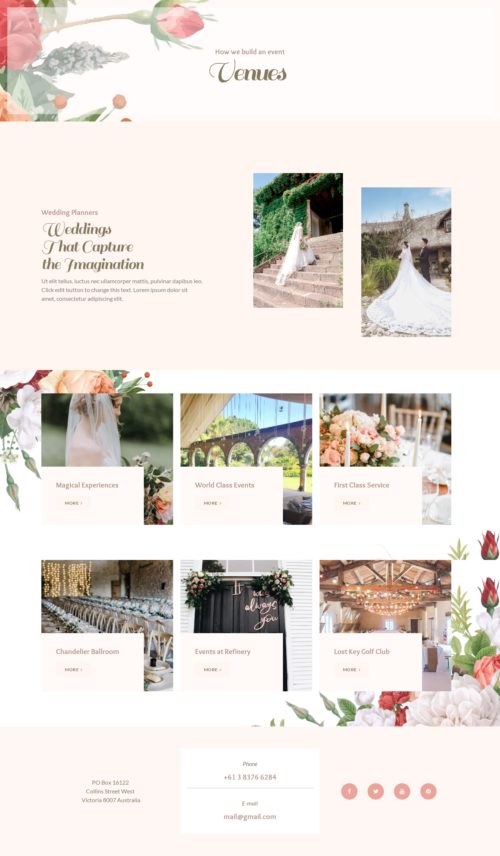 How we build an event
Venues
Wedding Planners
Weddings
That Capture
the Imagination
Ut elit tellus, luctus nec ullamcorper mattis, pulvinar dapibus leo.
Click edit button to change this text. Lorem ipsum dolor sit
amet, consectetur adipiscing elit.
Magical Experiences
MORE ›
World Class Events
MORE ›
First Class Service
MORE ›
It was
always
you
Chandelier Ballroom
MORE ›
Events at Refinery
MORE ›
Lost Key Golf Club
MORE ›
PO Box 16122
Collins Street West
Victoria 8007 Australia
Phone
+61 3 8376 6284
E-mail
mail@gmail.com